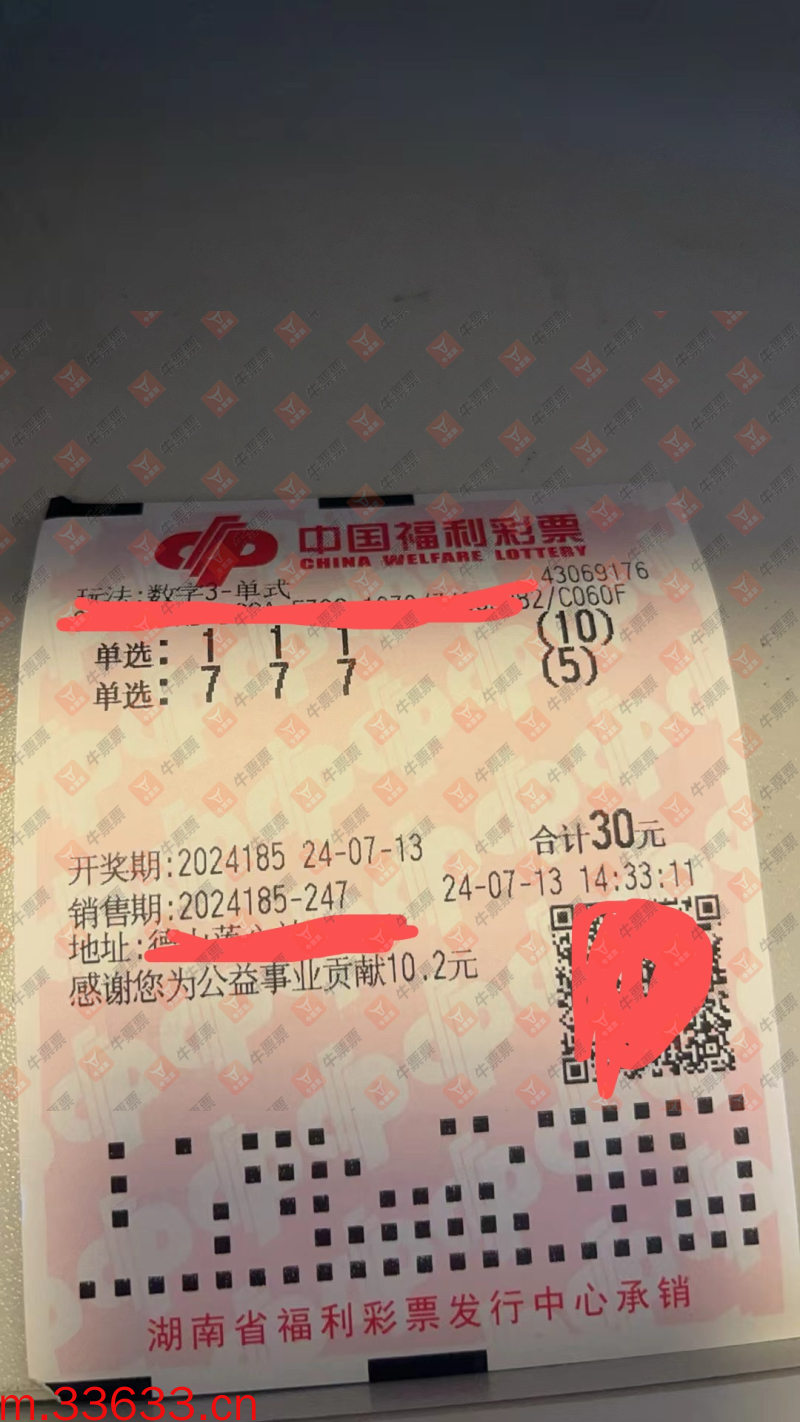 中国福利彩票
CHINA WELFARE LOTTERY
玩法:数字3-单式
43069176
82/C060F
单选: 1 1 1 (10)
单选: 7 7 7 (5)
合计30元
开奖期:2024185 24-07-13
销售期:2024185-247
24-07-13 14:33:11
地址:
感谢您为公益事业贡献10.2元
湖南省福利彩票发行中心承销
牛票票
m.33633.cn